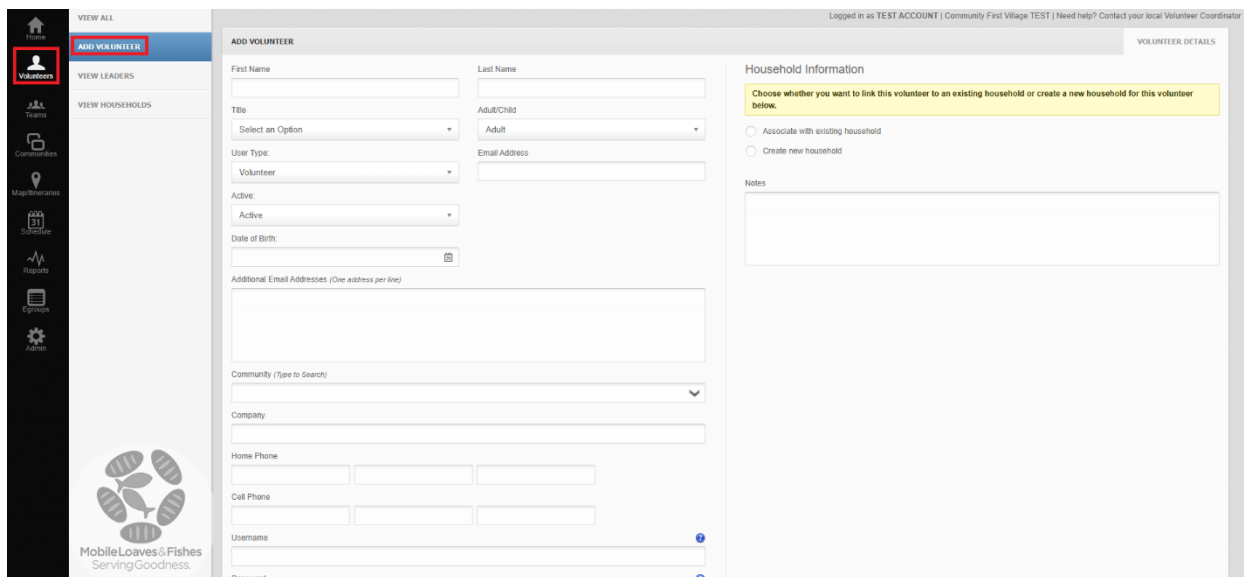 Logged in as TEST ACCOUNT | Community First Village TEST | Need help? Contact your local Volunteer Coordinator
Home
Volunteers
Teams
Communities
Map/Itineraries
31
Schedule
Reports
Egroups
Admin
VIEW ALL
ADD VOLUNTEER
VIEW LEADERS
VIEW HOUSEHOLDS
MobileLoaves&Fishes
ServingGoodness.
ADD VOLUNTEER
VOLUNTEER DETAILS
First Name
Last Name
Title
Adult/Child
Select an Option
Adult
User Type:
Email Address
Volunteer
Active:
Active
Date of Birth:
Additional Email Addresses (One address per line)
Community (Type to Search)
Company
Home Phone
Cell Phone
Username
?
Password
Household Information
Choose whether you want to link this volunteer to an existing household or create a new household for this volunteer
below.
Associate with existing household
Create new household
Notes